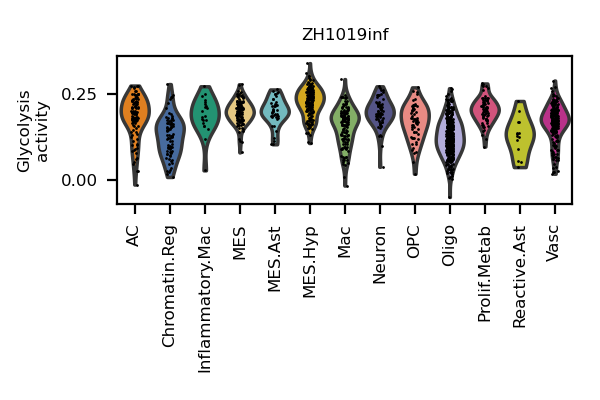 ZH1019inf
Glycolysis
activity
0.25
0.00
AC
Chromatin.Reg
Inflammatory.Mac
MES
MES.Ast
MES.Hyp
Mac
Neuron
OPC
Oligo
Prolif.Metab
Reactive.Ast
Vasc